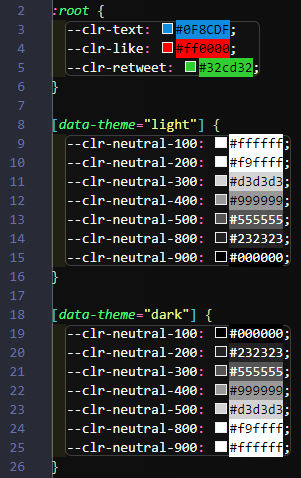 2 :root {
3 --clr-text: #0F8CDF;
4 --clr-like: #ff0000;
5 --clr-retweet: #32cd32;
6 }
7
8 [data-theme="light"] {
9 --clr-neutral-100: #ffffff;
10 --clr-neutral-200: #f9ffff;
11 --clr-neutral-300: #d3d3d3;
12 --clr-neutral-400: #999999;
13 --clr-neutral-500: #555555;
14 --clr-neutral-800: #232323;
15 --clr-neutral-900: #000000;
16 }
17
18 [data-theme="dark"] {
19 --clr-neutral-100: #000000;
20 --clr-neutral-200: #232323;
21 --clr-neutral-300: #555555;
22 --clr-neutral-400: #999999;
23 --clr-neutral-500: #d3d3d3;
24 --clr-neutral-800: #f9ffff;
25 --clr-neutral-900: #ffffff;
26 }